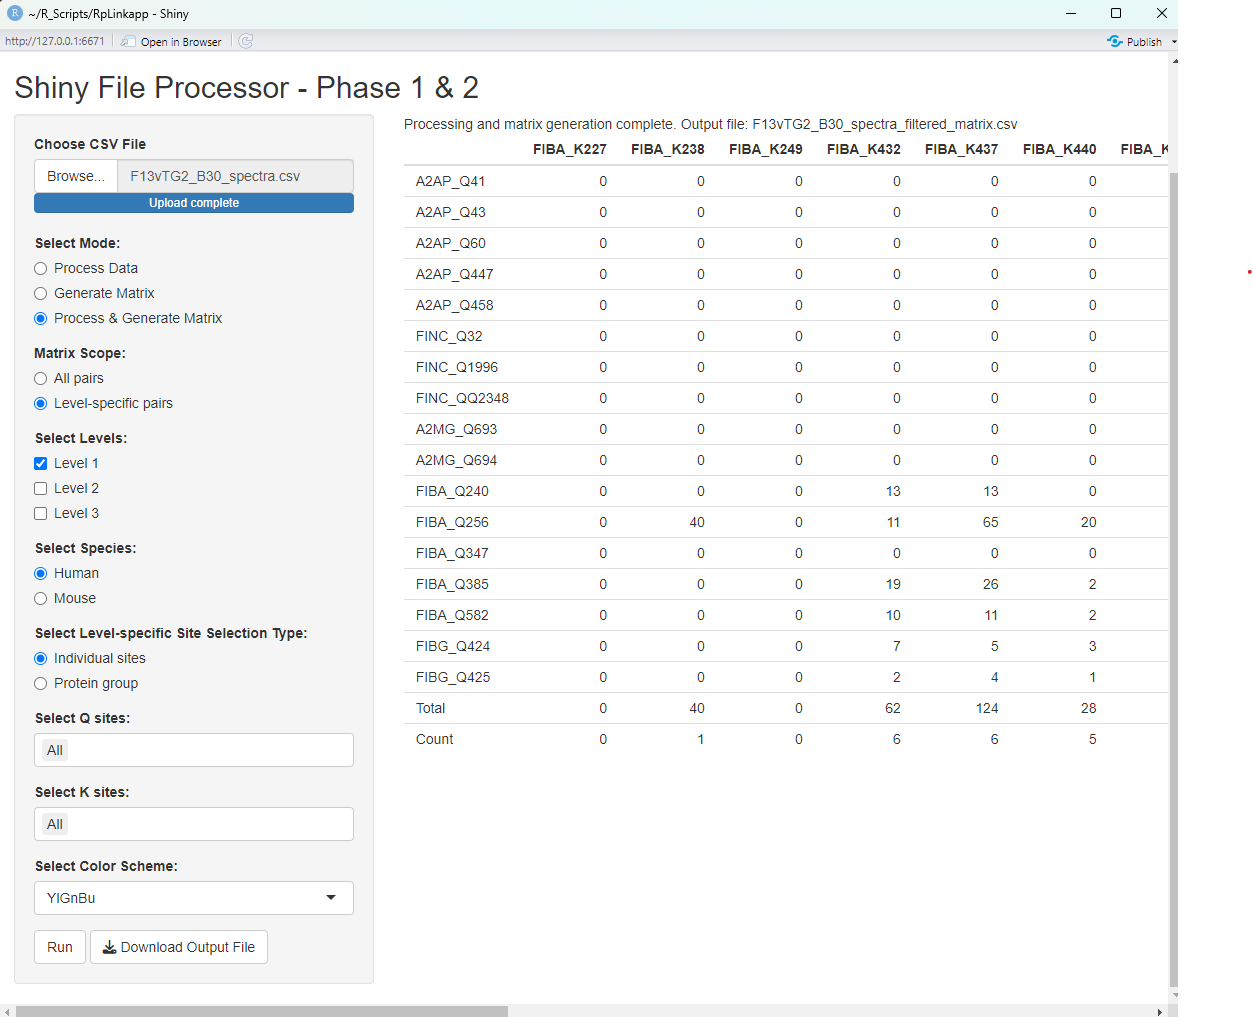 R ~/R_Scripts/RpLinkapp - Shiny
http://127.0.0.1:6671 Open in Browser Publish
Shiny File Processor - Phase 1 & 2
Choose CSV File
Browse... F13vTG2_B30_spectra.csv
Upload complete
Select Mode:
Process Data
Generate Matrix
Process & Generate Matrix
Matrix Scope:
All pairs
Level-specific pairs
Select Levels:
Level 1
Level 2
Level 3
Select Species:
Human
Mouse
Select Level-specific Site Selection Type:
Individual sites
Protein group
Select Q sites:
All
Select K sites:
All
Select Color Scheme:
YlGnBu
Run Download Output File
Processing and matrix generation complete. Output file: F13vTG2_B30_spectra_filtered_matrix.csv
FIBA_K227 FIBA_K238 FIBA_K249 FIBA_K432 FIBA_K437 FIBA_K440 FIBA_K
A2AP_Q41 0 0 0 0 0 0
A2AP_Q43 0 0 0 0 0 0
A2AP_Q60 0 0 0 0 0 0
A2AP_Q447 0 0 0 0 0 0
A2AP_Q458 0 0 0 0 0 0
FINC_Q32 0 0 0 0 0 0
FINC_Q1996 0 0 0 0 0 0
FINC_QQ2348 0 0 0 0 0 0
A2MG_Q693 0 0 0 0 0 0
A2MG_Q694 0 0 0 0 0 0
FIBA_Q240 0 0 0 13 13 0
FIBA_Q256 0 40 0 11 65 20
FIBA_Q347 0 0 0 0 0 0
FIBA_Q385 0 0 0 19 26 2
FIBA_Q582 0 0 0 10 11 2
FIBG_Q424 0 0 0 7 5 3
FIBG_Q425 0 0 0 2 4 1
Total 0 40 0 62 124 28
Count 0 1 0 6 6 5